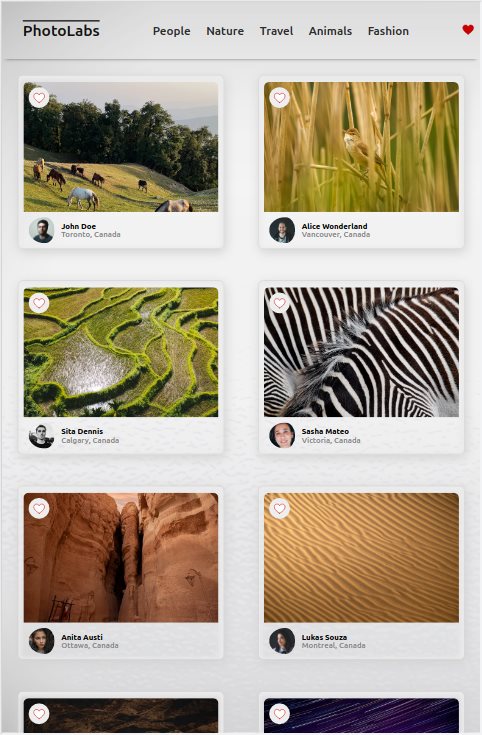 PhotoLabs
People Nature Travel Animals Fashion
John Doe
Toronto, Canada
Alice Wonderland
Vancouver, Canada
Sita Dennis
Calgary, Canada
Sasha Mateo
Victoria, Canada
Anita Austi
Ottawa, Canada
Lukas Souza
Montreal, Canada